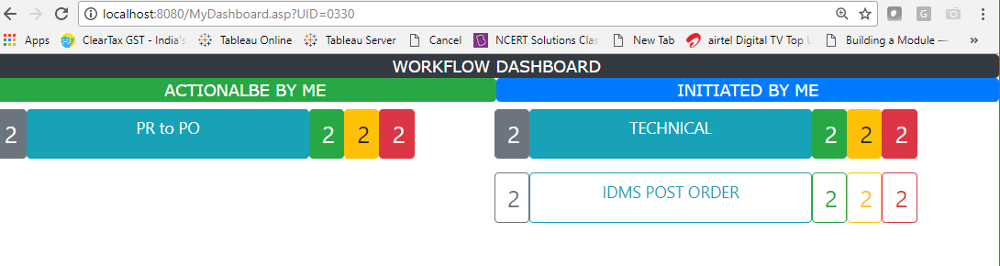 localhost:8080/MyDashboard.asp?UID=0330
Apps ClearTax GST - India's Tableau Online Tableau Server Cancel NCERT Solutions Clas New Tab airtel Digital TV Top U Building a Module — »
WORKFLOW DASHBOARD
ACTIONALBE BY ME INITIATED BY ME
2 PR to PO 2 2 2 2 TECHNICAL 2 2 2
2 IDMS POST ORDER 2 2 2